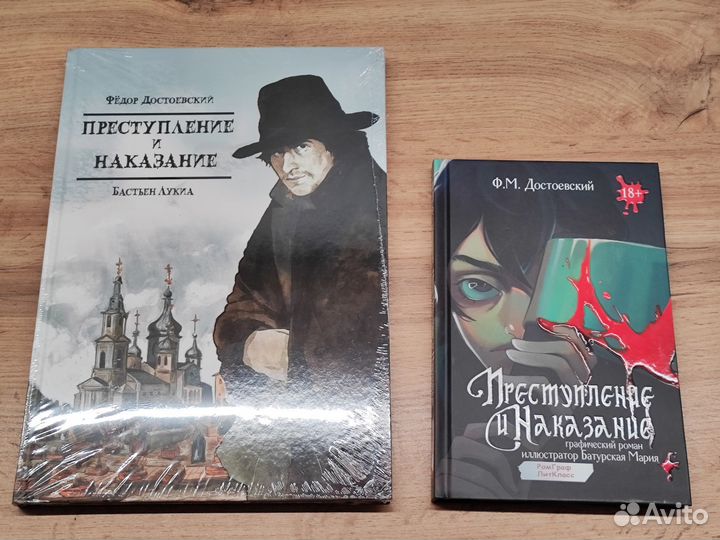 Фёдор Достоевский
Преступление
и
Наказание
Бастьен Лукиа
Ф.М. Достоевский
18+
Преступление
и Наказание
графический роман
иллюстратор Батурская Мария
РомГраф
ЛитКласс
Avito